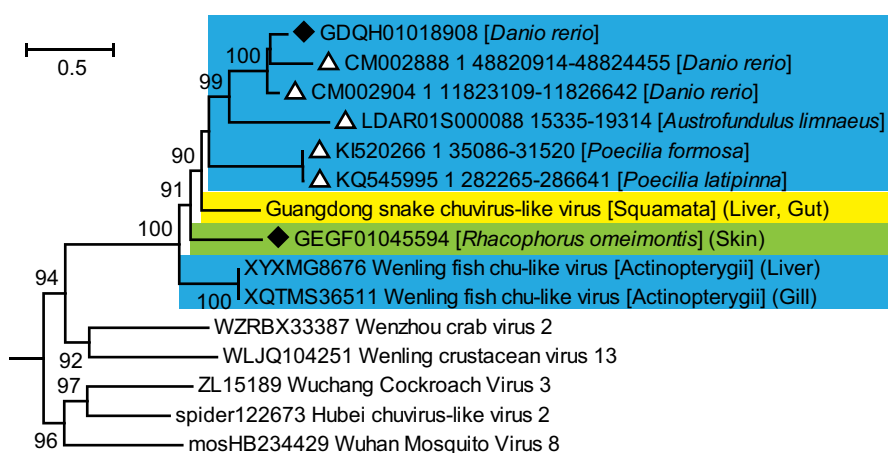 GDQH01018908 [Danio rerio]
100
CM002888 1 48820914-48824455 [Danio rerio]
0.5
99
CM002904 1 11823109-11826642 [Danio rerio]
LDAR01S000088 15335-19314 [Austrofundulus limnaeus]
90
KI520266 1 35086-31520 [Poecilia formosa]
KQ545995 1 282265-286641 [Poecilia latipinna]
91
Guangdong snake chuvirus-like virus [Squamata] (Liver, Gut)
100
GEGF01045594 [Rhacophorus omeimontis] (Skin)
XYXMG8676 Wenling fish chu-like virus [Actinopterygii] (Liver)
94
100
XQTMS36511 Wenling fish chu-like virus [Actinopterygii] (Gill)
WZRBX33387 Wenzhou crab virus 2
92
WLJQ104251 Wenling crustacean virus 13
97
ZL15189 Wuchang Cockroach Virus 3
spider122673 Hubei chuvirus-like virus 2
96
mosHB234429 Wuhan Mosquito Virus 8